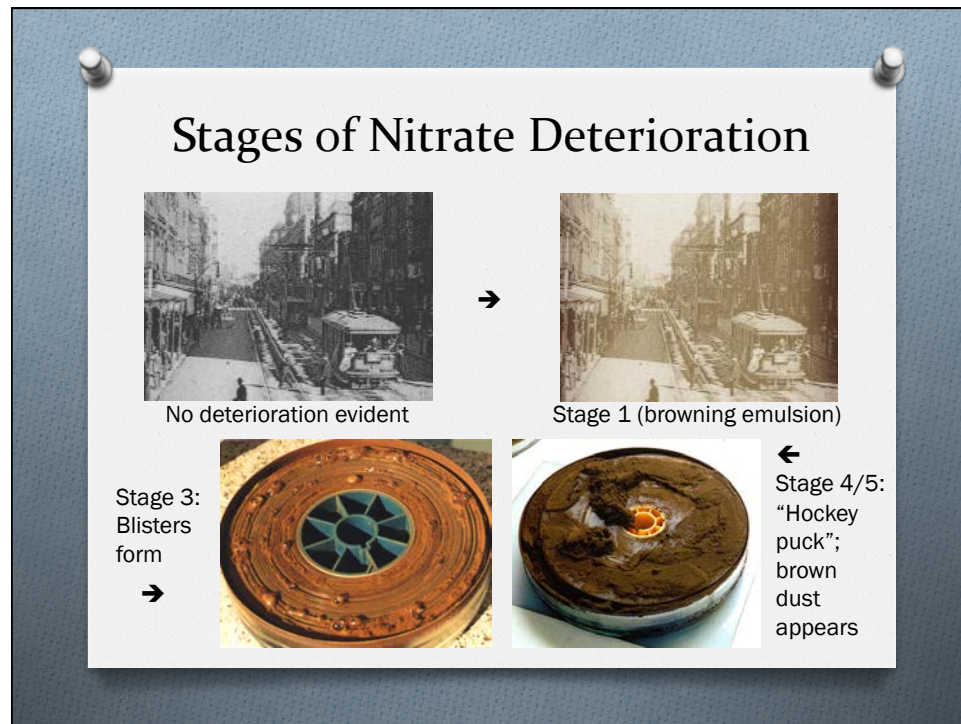 Stages of Nitrate Deterioration
➔
No deterioration evident
Stage 1 (browning emulsion)
Stage 3:
Blisters
form
➔
🡸
Stage 4/5:
“Hockey
puck”;
brown
dust
appears